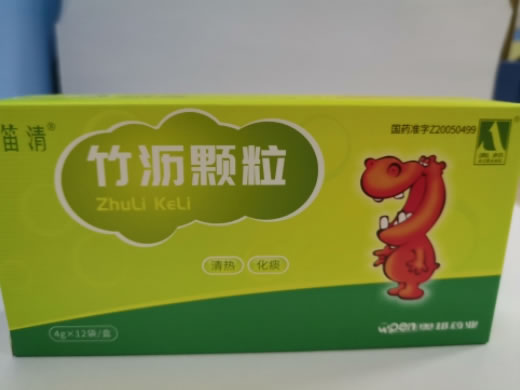 笛清®
国药准字Z20050499
竹沥颗粒
ZhuLi KeLi
清热 化痰
4g×12袋/盒